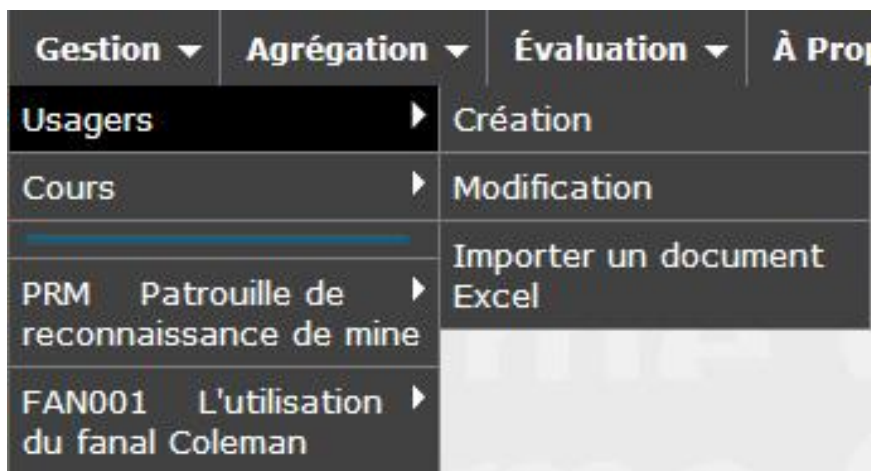 Gestion Agrégation Évaluation À
Usagers
Cours
PRM Patrouille de
reconnaissance de mine
FAN001 L'utilisation
du fanal Coleman
Création
Modification
Importer un document
Excel